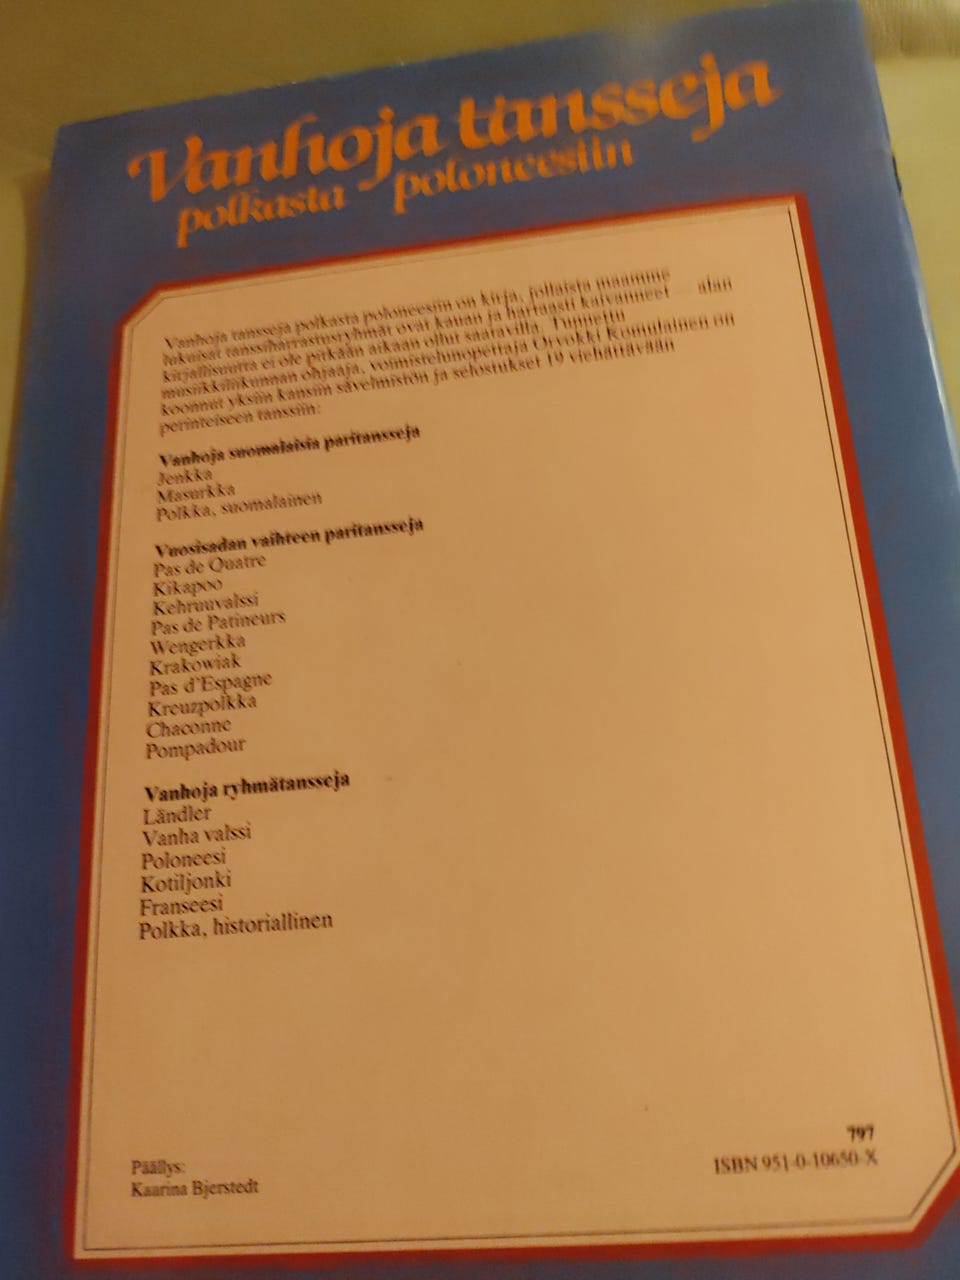 Vanhoja tansseja
polkasta poloneesiin
Vanhoja tansseja polkasta poloneesiin on kirja, jollaista maamme
lukuisat tanssiharrastusryhmät ovat kauan ja hartaasti kaivanneet — alan
kirjallisuutta ei ole pitkään aikaan ollut saatavilla. Tunnettu
musiikkiliikunnan ohjaaja, voimistelunopettaja Orvokki Komulainen on
koonnut yksiin kansiin sävelmistön ja selostukset 19 viehättävään
perinteiseen tanssiin:
Vanhoja suomalaisia paritansseja
Jenkka
Masurkka
Polkka, suomalainen
Vuosisadan vaihteen paritansseja
Pas de Quatre
Kikapoo
Kehruuvalssi
Pas de Patineurs
Wengerkka
Krakowiak
Pas d'Espagne
Kreuzpolkka
Chaconne
Pompadour
Vanhoja ryhmätansseja
Ländler
Vanha valssi
Poloneesi
Kotiljonki
Franseesi
Polkka, historiallinen
Päällys:
Kaarina Bjerstedt
797
ISBN 951-0-10650-X